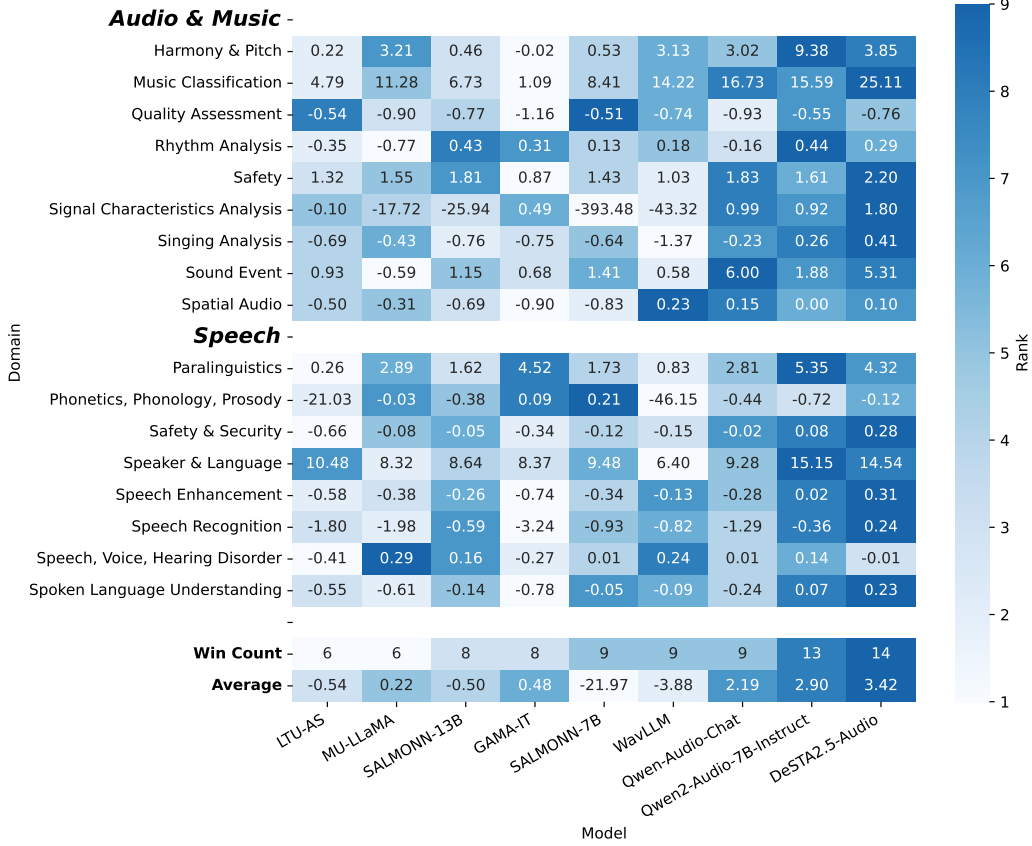 Audio & Music
Harmony & Pitch 0.22 3.21 0.46 -0.02 0.53 3.13 3.02 9.38 3.85
Music Classification 4.79 11.28 6.73 1.09 8.41 14.22 16.73 15.59 25.11
Quality Assessment -0.54 -0.90 -0.77 -1.16 -0.51 -0.74 -0.93 -0.55 -0.76
Rhythm Analysis -0.35 -0.77 0.43 0.31 0.13 0.18 -0.16 0.44 0.29
Safety 1.32 1.55 1.81 0.87 1.43 1.03 1.83 1.61 2.20
Signal Characteristics Analysis -0.10 -17.72 -25.94 0.49 -393.48 -43.32 0.99 0.92 1.80
Singing Analysis -0.69 -0.43 -0.76 -0.75 -0.64 -1.37 -0.23 0.26 0.41
Sound Event 0.93 -0.59 1.15 0.68 1.41 0.58 6.00 1.88 5.31
Spatial Audio -0.50 -0.31 -0.69 -0.90 -0.83 0.23 0.15 0.00 0.10
Speech
Paralinguistics 0.26 2.89 1.62 4.52 1.73 0.83 2.81 5.35 4.32
Phonetics, Phonology, Prosody -21.03 -0.03 -0.38 0.09 0.21 -46.15 -0.44 -0.72 -0.12
Safety & Security -0.66 -0.08 -0.05 -0.34 -0.12 -0.15 -0.02 0.08 0.28
Speaker & Language 10.48 8.32 8.64 8.37 9.48 6.40 9.28 15.15 14.54
Speech Enhancement -0.58 -0.38 -0.26 -0.74 -0.34 -0.13 -0.28 0.02 0.31
Speech Recognition -1.80 -1.98 -0.59 -3.24 -0.93 -0.82 -1.29 -0.36 0.24
Speech, Voice, Hearing Disorder -0.41 0.29 0.16 -0.27 0.01 0.24 0.01 0.14 -0.01
Spoken Language Understanding -0.55 -0.61 -0.14 -0.78 -0.05 -0.09 -0.24 0.07 0.23
Win Count 6 6 8 8 9 9 9 13 14
Average -0.54 0.22 -0.50 0.48 -21.97 -3.88 2.19 2.90 3.42
LTU-AS
MU-LLaMA
SALMONN-13B
GAMA-IT
SALMONN-7B
WavLLM
Qwen-Audio-Chat
Qwen2-Audio-7B-Instruct
DeSTA2.5-Audio
Model
Domain
9
8
7
6
5
4
3
2
1
Rank